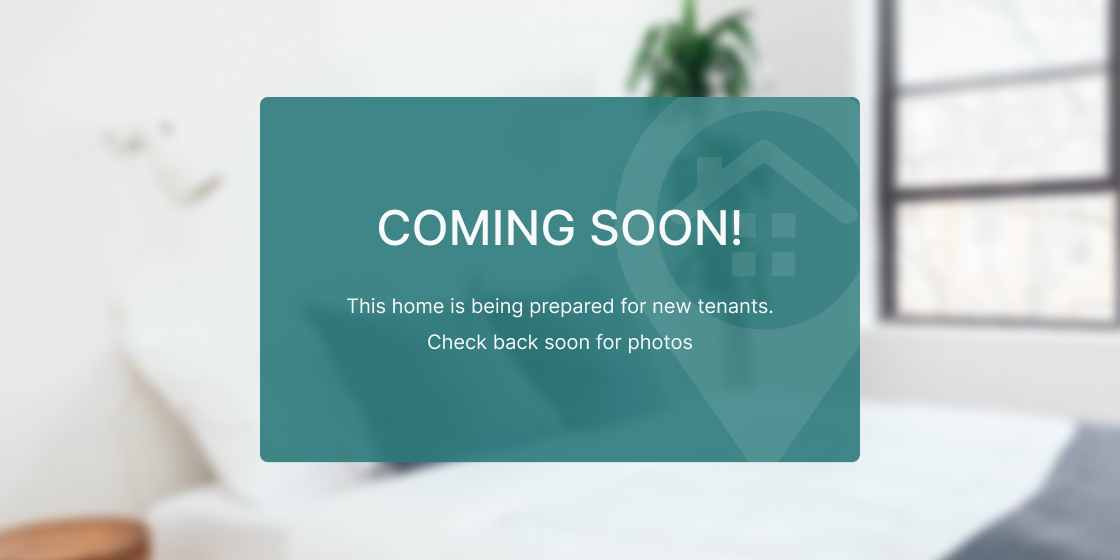 COMING SOON!
This home is being prepared for new tenants.
Check back soon for photos